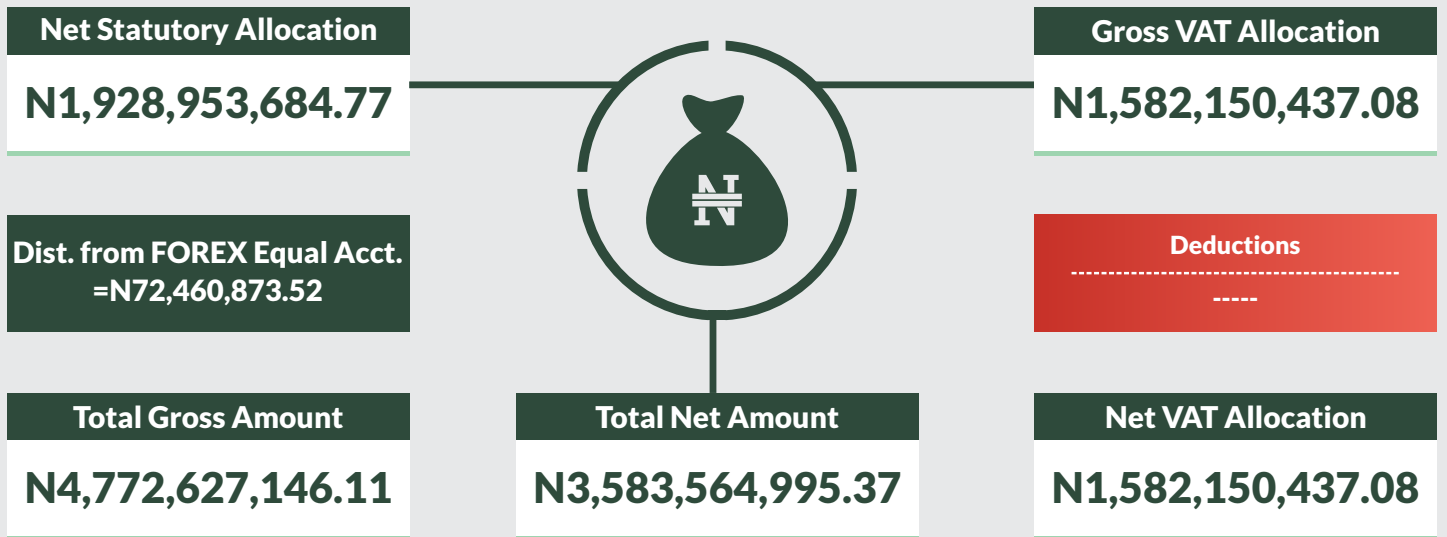 Net Statutory Allocation
N1,928,953,684.77
Gross VAT Allocation
N1,582,150,437.08
₦
Dist. from FOREX Equal Acct.
=N72,460,873.52
Deductions
--------------------------------------------
-----
Total Gross Amount
N4,772,627,146.11
Total Net Amount
N3,583,564,995.37
Net VAT Allocation
N1,582,150,437.08